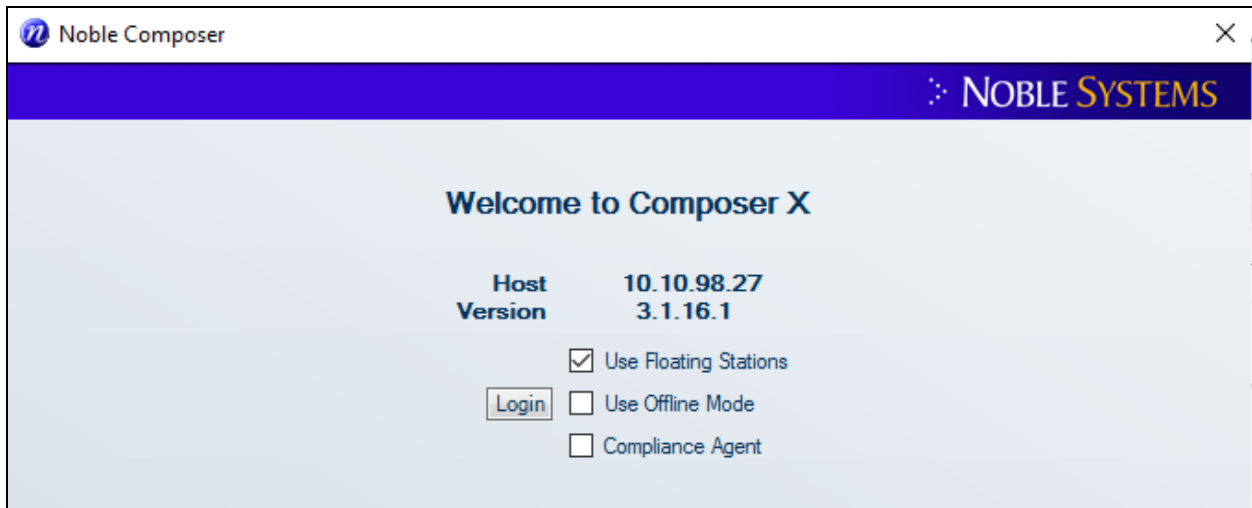 Noble Composer
NOBLE SYSTEMS
Welcome to Composer X
Host 10.10.98.27
Version 3.1.16.1
Use Floating Stations
Login Use Offline Mode
Compliance Agent